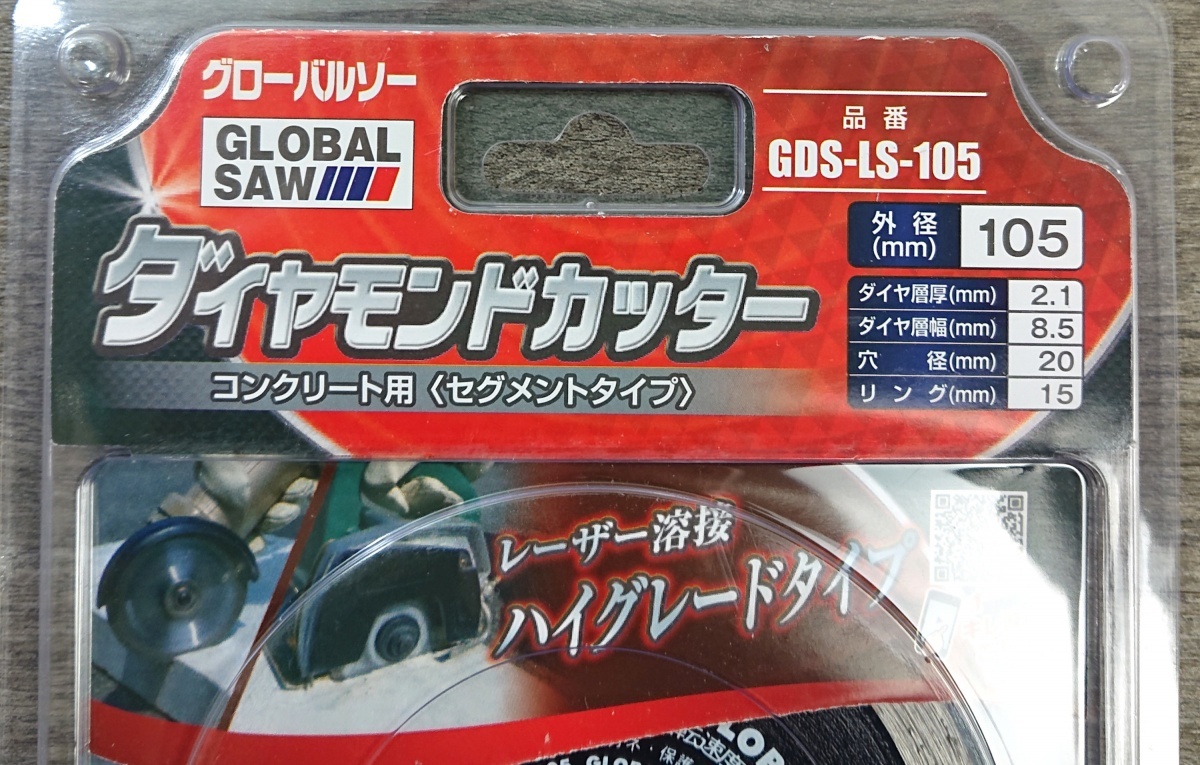 グローバルソー
GLOBAL
SAW
品番
GDS-LS-105
外径
(mm)
105
ダイヤ層厚(mm) 2.1
ダイヤ層幅(mm) 8.5
穴径(mm) 20
リング(mm) 15
ダイヤモンドカッター
コンクリート用〈セグメントタイプ〉
レーザー溶接
ハイグレードタイプ